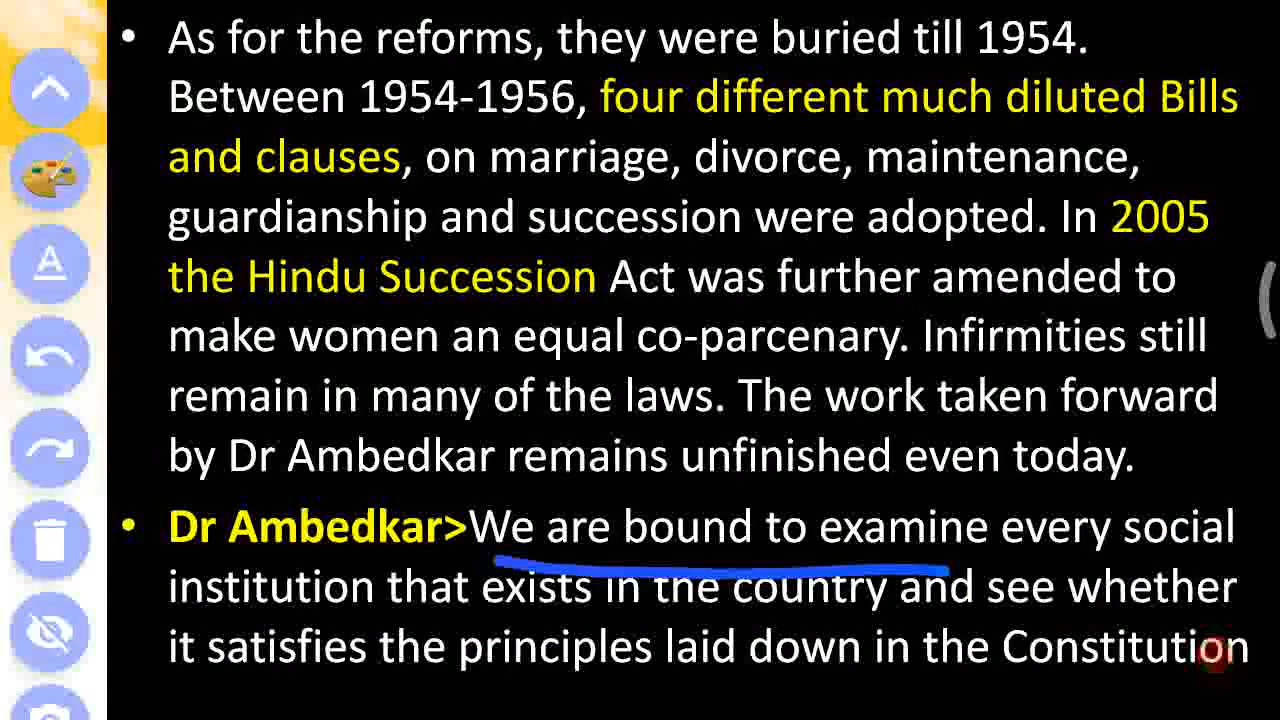 • As for the reforms, they were buried till 1954.
Between 1954-1956, four different much diluted Bills
and clauses, on marriage, divorce, maintenance,
guardianship and succession were adopted. In 2005
the Hindu Succession Act was further amended to
make women an equal co-parcenary. Infirmities still
remain in many of the laws. The work taken forward
by Dr Ambedkar remains unfinished even today.
• Dr Ambedkar>We are bound to examine every social
institution that exists in the country and see whether
it satisfies the principles laid down in the Constitution